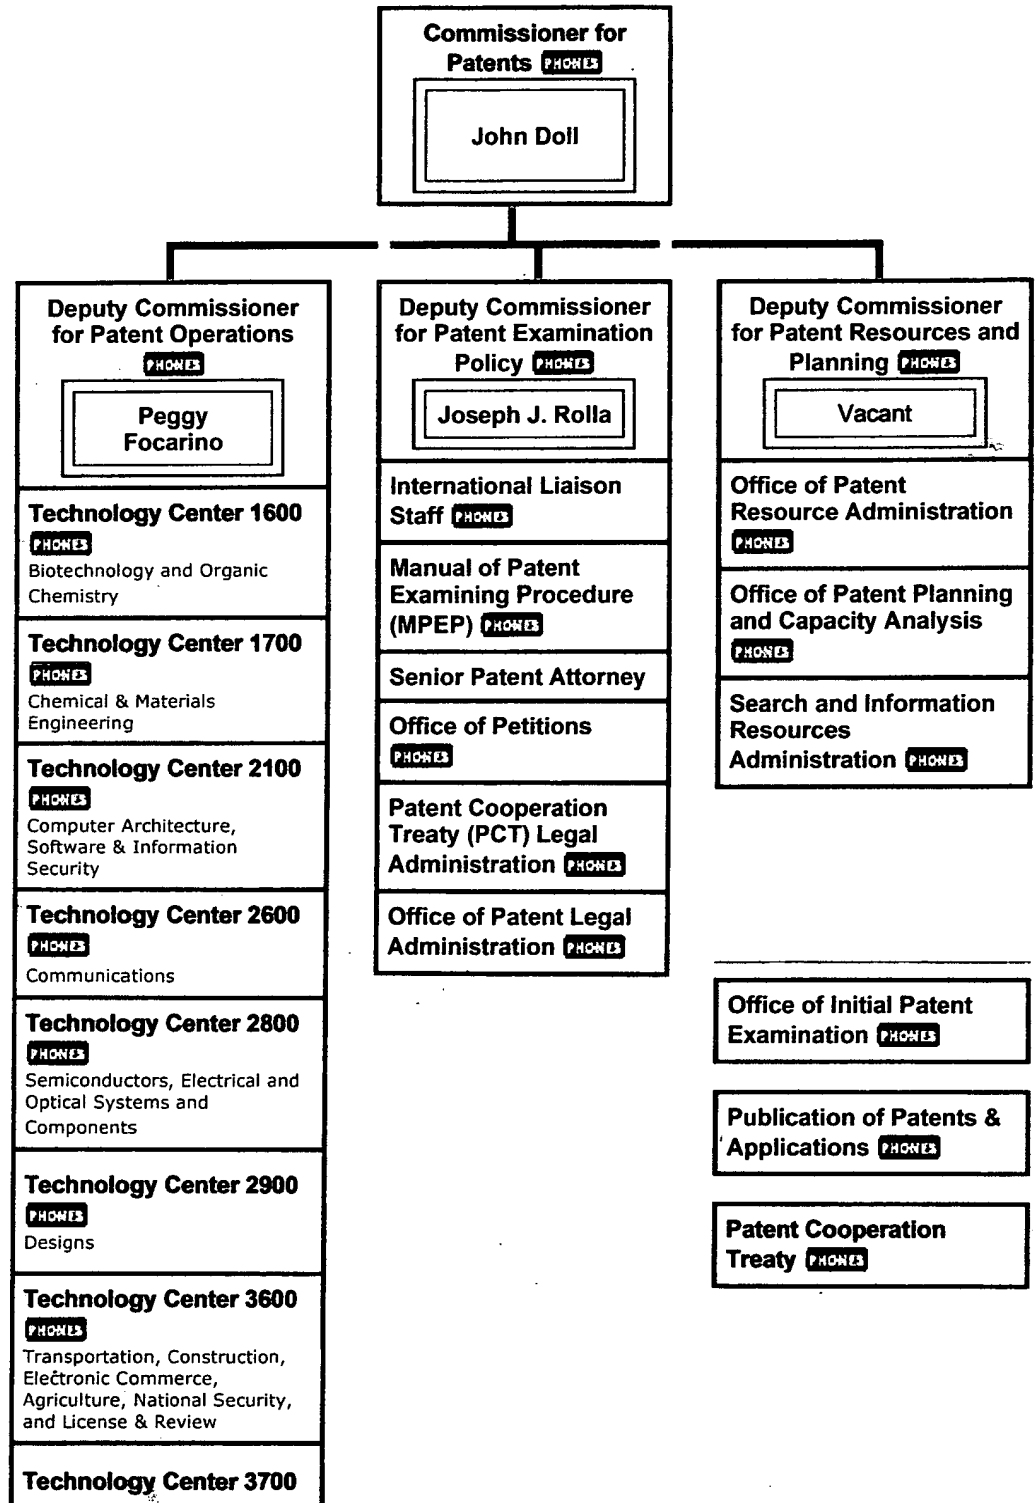 Commissioner for
Patents PHONES
John Doll
Deputy Commissioner
for Patent Operations
PHONES
Peggy
Focarino
Technology Center 1600
PHONES
Biotechnology and Organic
Chemistry
Technology Center 1700
PHONES
Chemical & Materials
Engineering
Technology Center 2100
PHONES
Computer Architecture,
Software & Information
Security
Technology Center 2600
PHONES
Communications
Technology Center 2800
PHONES
Semiconductors, Electrical and
Optical Systems and
Components
Technology Center 2900
PHONES
Designs
Technology Center 3600
PHONES
Transportation, Construction,
Electronic Commerce,
Agriculture, National Security,
and License & Review
Technology Center 3700
Deputy Commissioner
for Patent Examination
Policy PHONES
Joseph J. Rolla
International Liaison
Staff PHONES
Manual of Patent
Examining Procedure
(MPEP) PHONES
Senior Patent Attorney
Office of Petitions
PHONES
Patent Cooperation
Treaty (PCT) Legal
Administration PHONES
Office of Patent Legal
Administration PHONES
Deputy Commissioner
for Patent Resources and
Planning PHONES
Vacant
Office of Patent
Resource Administration
PHONES
Office of Patent Planning
and Capacity Analysis
PHONES
Search and Information
Resources
Administration PHONES
Office of Initial Patent
Examination PHONES
Publication of Patents &
Applications PHONES
Patent Cooperation
Treaty PHONES